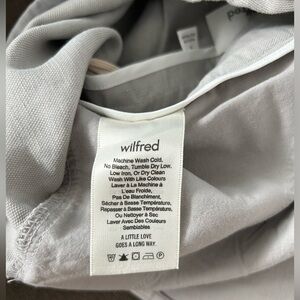 wilfred
Machine Wash Cold.
No Bleach, Tumble Dry Low.
Low Iron, Or Dry Clean
Wash With Like Colours
Laver À La Machine À
L'eau Froide,
Pas De Blanchiment,
Sécher à Basse Température,
Repasser à Basse Température,
Ou Nettoyer à Sec
Laver Avec Des Couleurs
Semblables
A LITTLE LOVE
GOES A LONG WAY.